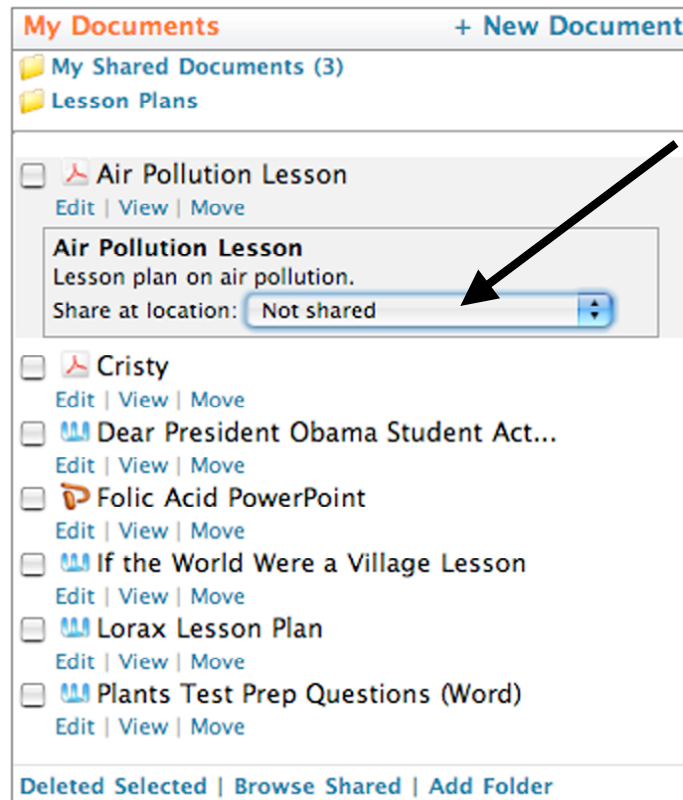 My Documents + New Document
My Shared Documents (3)
Lesson Plans
Air Pollution Lesson
Edit | View | Move
Air Pollution Lesson
Lesson plan on air pollution.
Share at location: Not shared
Cristy
Edit | View | Move
Dear President Obama Student Act...
Edit | View | Move
Folic Acid PowerPoint
Edit | View | Move
If the World Were a Village Lesson
Edit | View | Move
Lorax Lesson Plan
Edit | View | Move
Plants Test Prep Questions (Word)
Edit | View | Move
Deleted Selected | Browse Shared | Add Folder